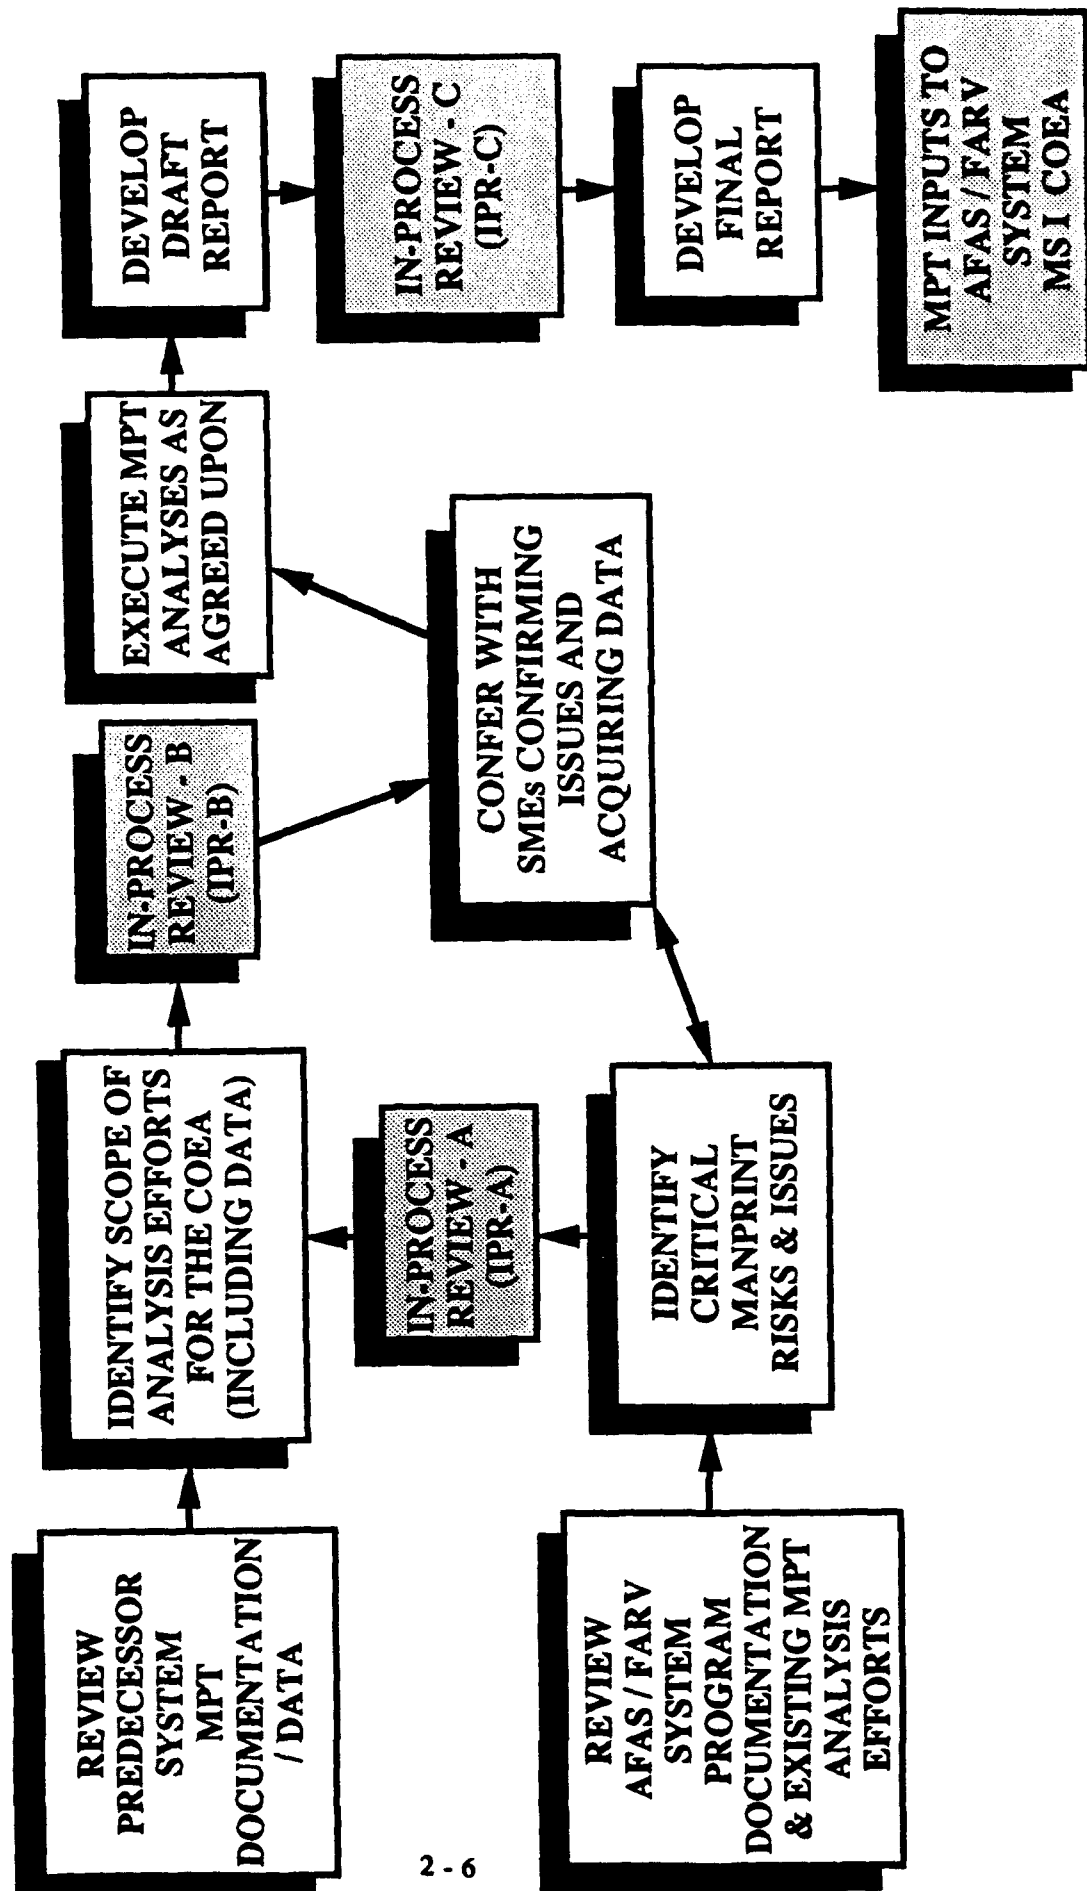 REVIEW
PREDECESSOR
SYSTEM
MPT
DOCUMENTATION
/ DATA
IDENTIFY SCOPE OF
ANALYSIS EFFORTS
FOR THE COEA
(INCLUDING DATA)
IN-PROCESS
REVIEW - B
(IPR-B)
EXECUTE MPT
ANALYSES AS
AGREED UPON
DEVELOP
DRAFT
REPORT
IN-PROCESS
REVIEW - A
(IPR-A)
CONFER WITH
SMEs CONFIRMING
ISSUES AND
ACQUIRING DATA
IN-PROCESS
REVIEW - C
(IPR-C)
REVIEW
AFAS / FARV
SYSTEM
PROGRAM
DOCUMENTATION
& EXISTING MPT
ANALYSIS
EFFORTS
IDENTIFY
CRITICAL
MANPRINT
RISKS & ISSUES
DEVELOP
FINAL
REPORT
MPT INPUTS TO
AFAS / FARV
SYSTEM
MS I COEA
2 - 6